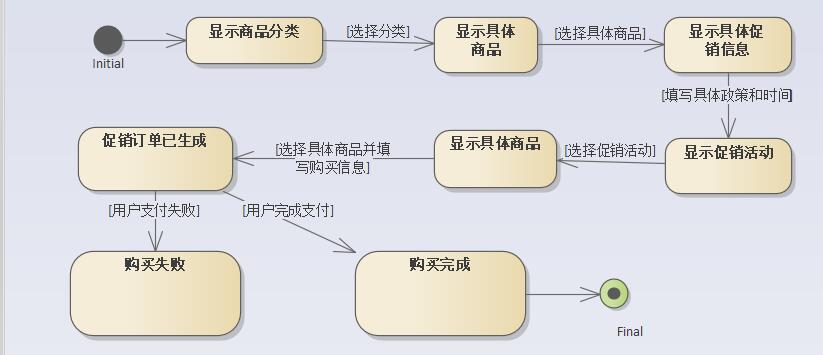 显示商品分类
[选择分类]
显示具体
商品
[选择具体商品]
显示具体促
销信息
Initial
[填写具体政策和时间]
促销订单已生成
[选择具体商品并填
写购买信息]
显示具体商品
[选择促销活动]
显示促销活动
[用户支付失败]
[用户完成支付]
购买失败
购买完成
Final